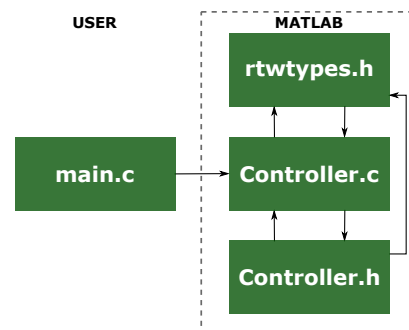 USER
MATLAB
rtwtypes.h
main.c
Controller.c
Controller.h